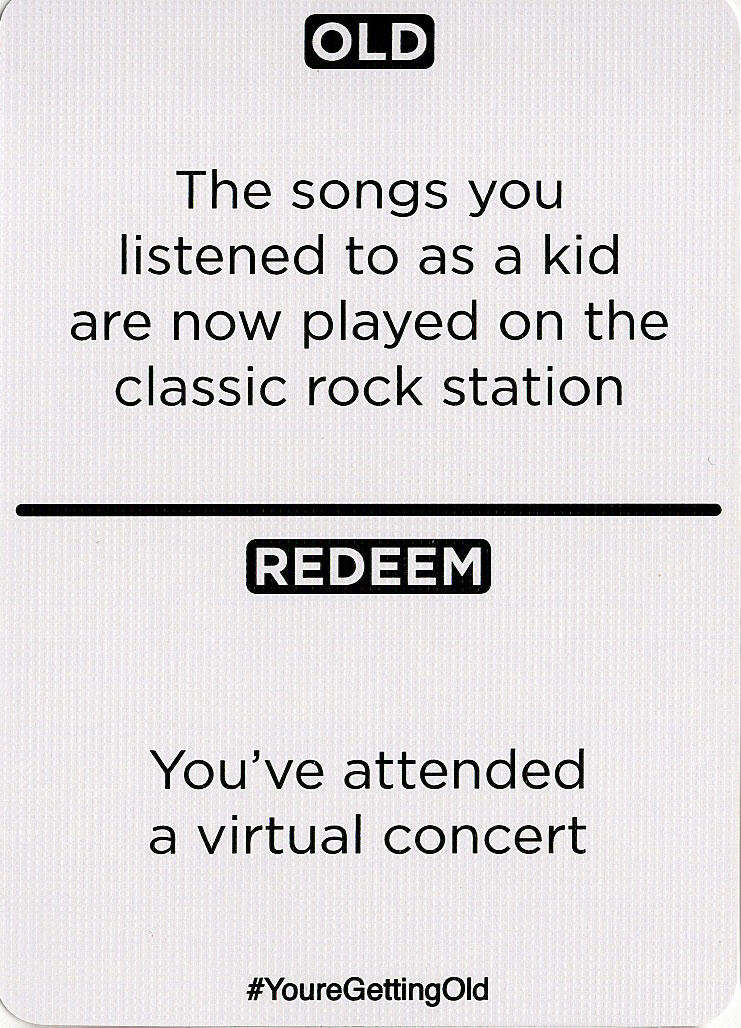 OLD
The songs you
listened to as a kid
are now played on the
classic rock station
REDEEM
You've attended
a virtual concert
#YoureGettingOld